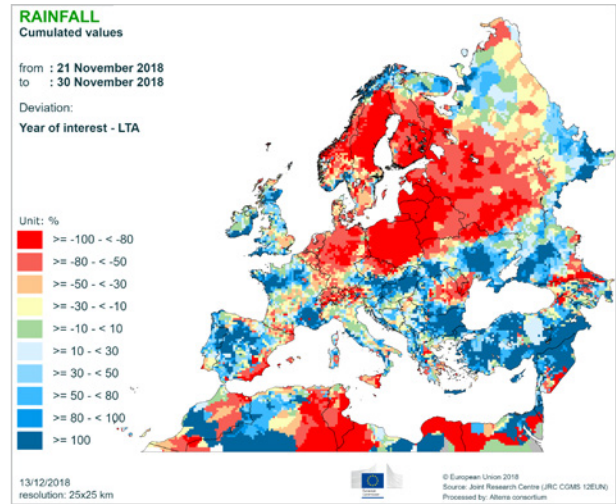 RAINFALL
Cumulated values
from : 21 November 2018
to : 30 November 2018
Deviation:
Year of interest - LTA
Unit: %
>= -100 - < -80
>= -80 - < -50
>= -50 - < -30
>= -30 - < -10
>= -10 - < 10
>= 10 - < 30
>= 30 - < 50
>= 50 - < 80
>= 80 - < 100
>= 100
13/12/2018
resolution: 25x25 km
© European Union 2018
Source: Joint Research Centre (JRC CGMS 12EUN)
Processed by: Alterra consortium